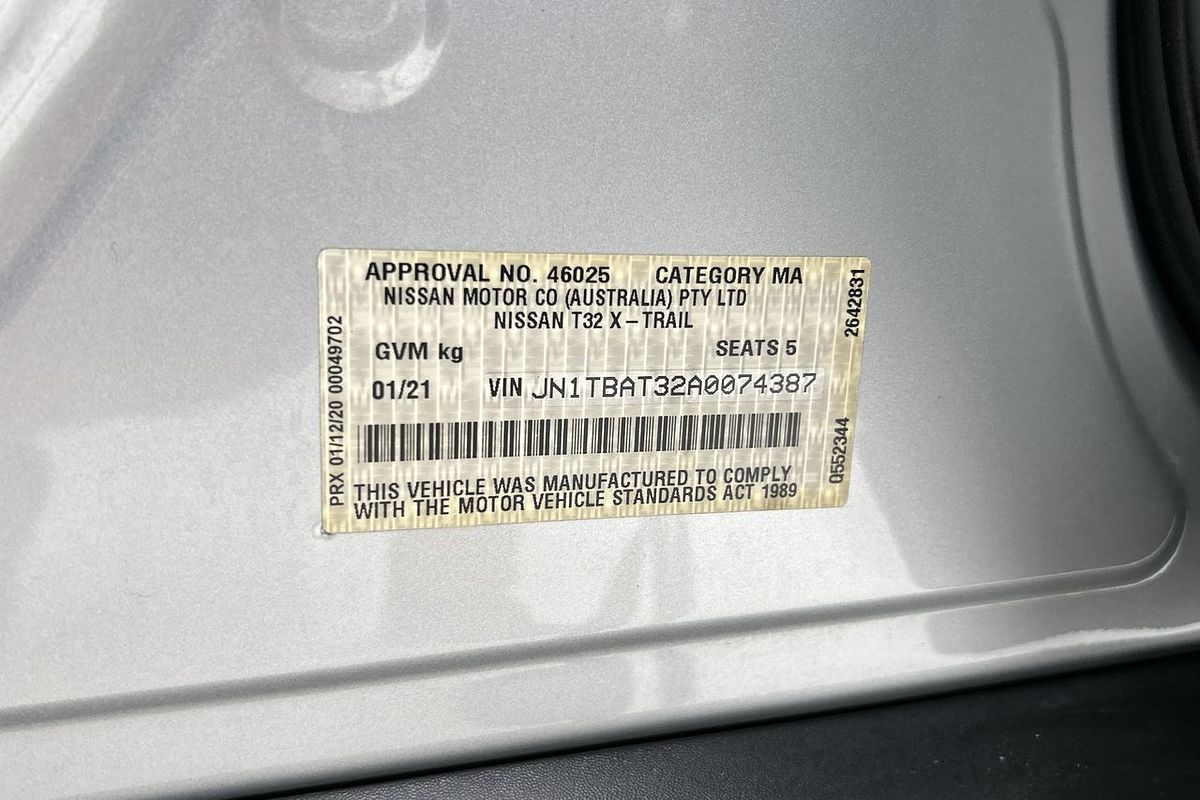 APPROVAL NO. 46025 CATEGORY MA
NISSAN MOTOR CO (AUSTRALIA) PTY LTD
NISSAN T32 X-TRAIL
GVM kg SEATS 5
01/21 VIN JN1TBAT32A0074387
THIS VEHICLE WAS MANUFACTURED TO COMPLY
WITH THE MOTOR VEHICLE STANDARDS ACT 1989
PRX 01/12/20 00049702
2642831
Q552344